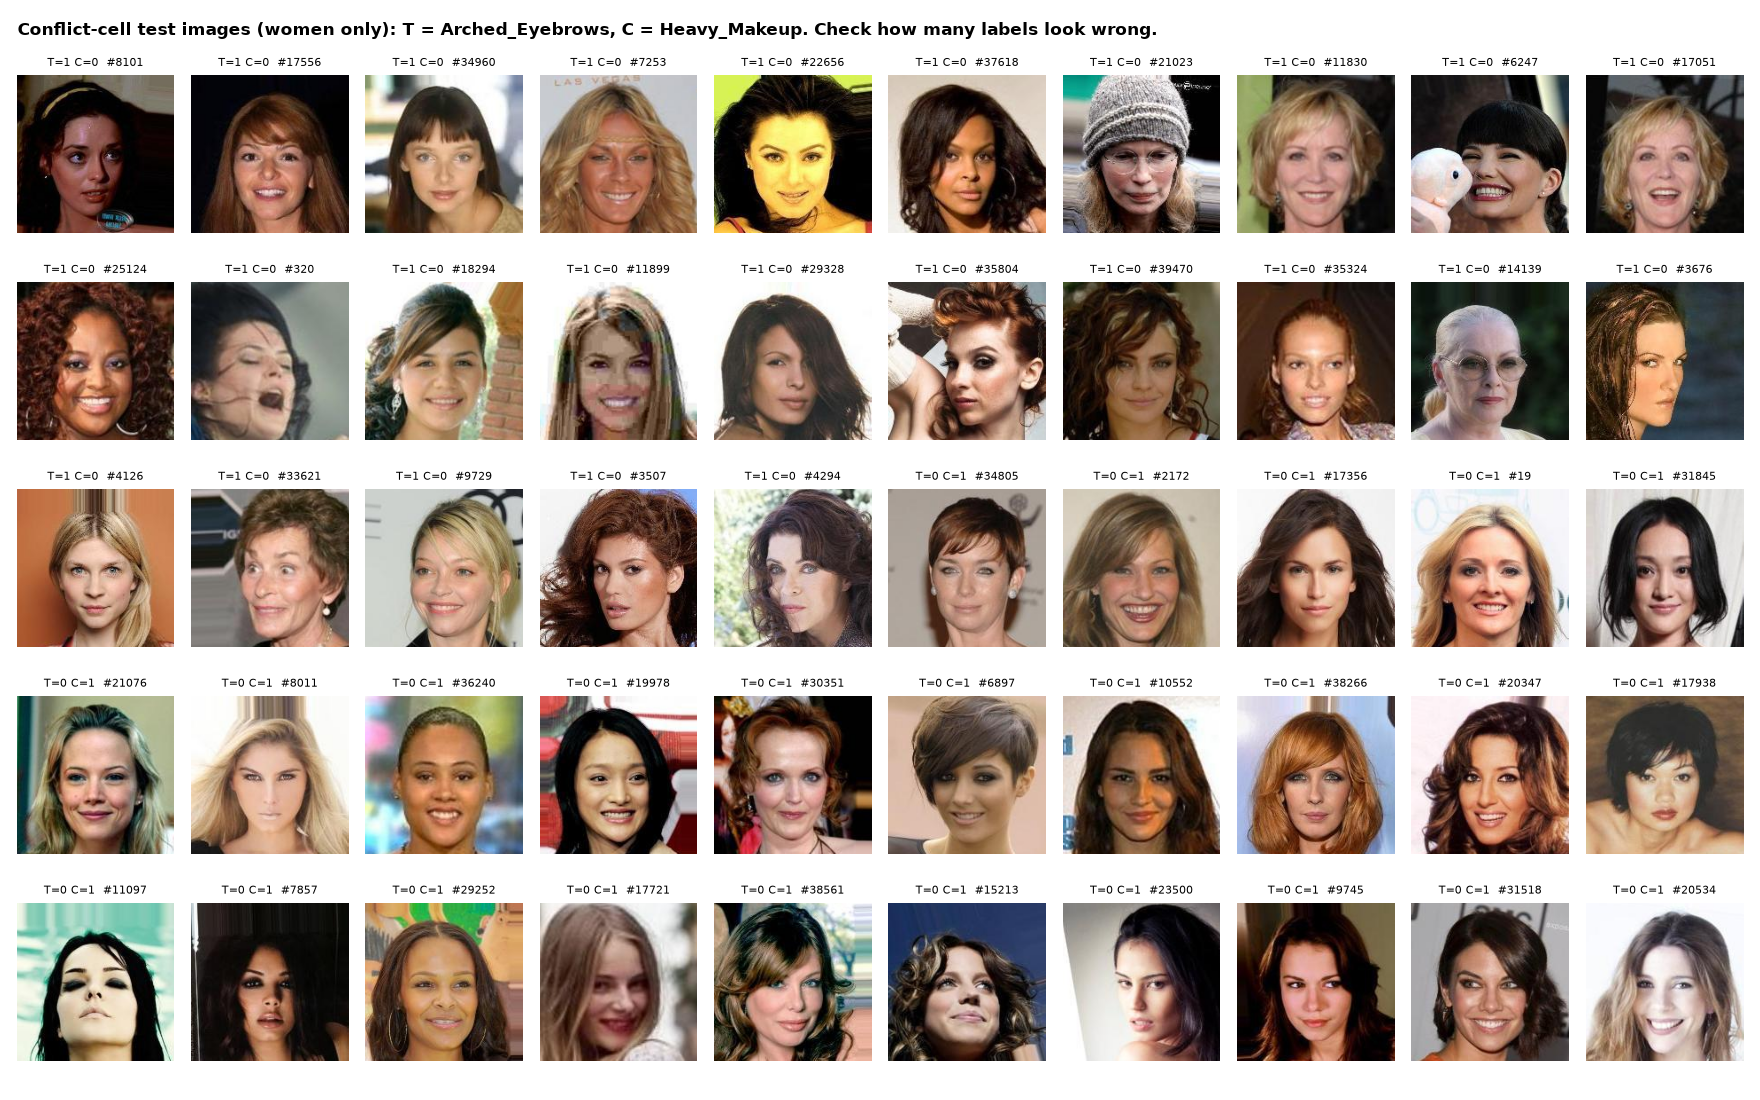 Conflict-cell test images (women only): T = Arched_Eyebrows, C = Heavy_Makeup. Check how many labels look wrong.
T=1 C=0 #8101 T=1 C=0 #17556 T=1 C=0 #34960 T=1 C=0 #7253 T=1 C=0 #22656 T=1 C=0 #37618 T=1 C=0 #21023 T=1 C=0 #11830 T=1 C=0 #6247 T=1 C=0 #17051
LAS VEGAS
T=1 C=0 #25124 T=1 C=0 #320 T=1 C=0 #18294 T=1 C=0 #11899 T=1 C=0 #29328 T=1 C=0 #35804 T=1 C=0 #39470 T=1 C=0 #35324 T=1 C=0 #14139 T=1 C=0 #3676
T=1 C=0 #4126 T=1 C=0 #33621 T=1 C=0 #9729 T=1 C=0 #3507 T=1 C=0 #4294 T=0 C=1 #34805 T=0 C=1 #2172 T=0 C=1 #17356 T=0 C=1 #19 T=0 C=1 #31845
T=0 C=1 #21076 T=0 C=1 #8011 T=0 C=1 #36240 T=0 C=1 #19978 T=0 C=1 #30351 T=0 C=1 #6897 T=0 C=1 #10552 T=0 C=1 #38266 T=0 C=1 #20347 T=0 C=1 #17938
T=0 C=1 #11097 T=0 C=1 #7857 T=0 C=1 #29252 T=0 C=1 #17721 T=0 C=1 #38561 T=0 C=1 #15213 T=0 C=1 #23500 T=0 C=1 #9745 T=0 C=1 #31518 T=0 C=1 #20534